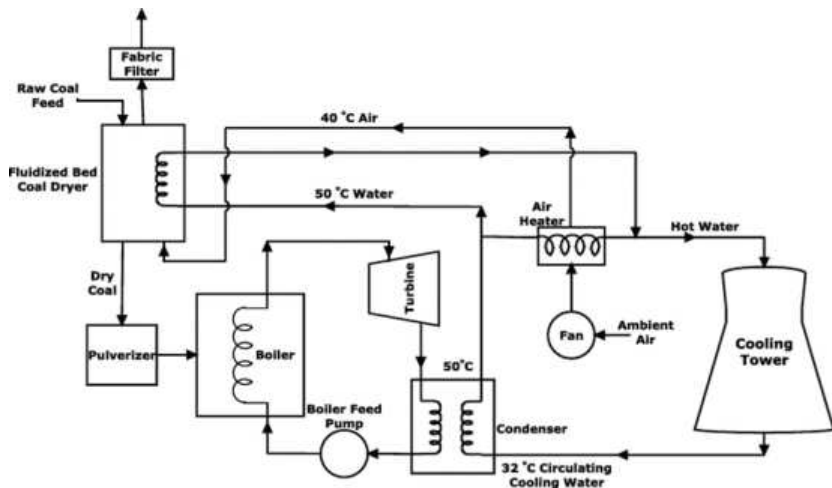 Fabric
Filter
Raw Coal
Feed
40 ˚C Air
Fluidized Bed
Coal Dryer
50 ˚C Water
Air
Heater
Hot Water
Dry
Coal
Turbine
Fan
Ambient
Air
Cooling
Tower
Pulverizer
Boiler
50˚C
Boiler Feed
Pump
Condenser
32 ˚C Circulating
Cooling Water